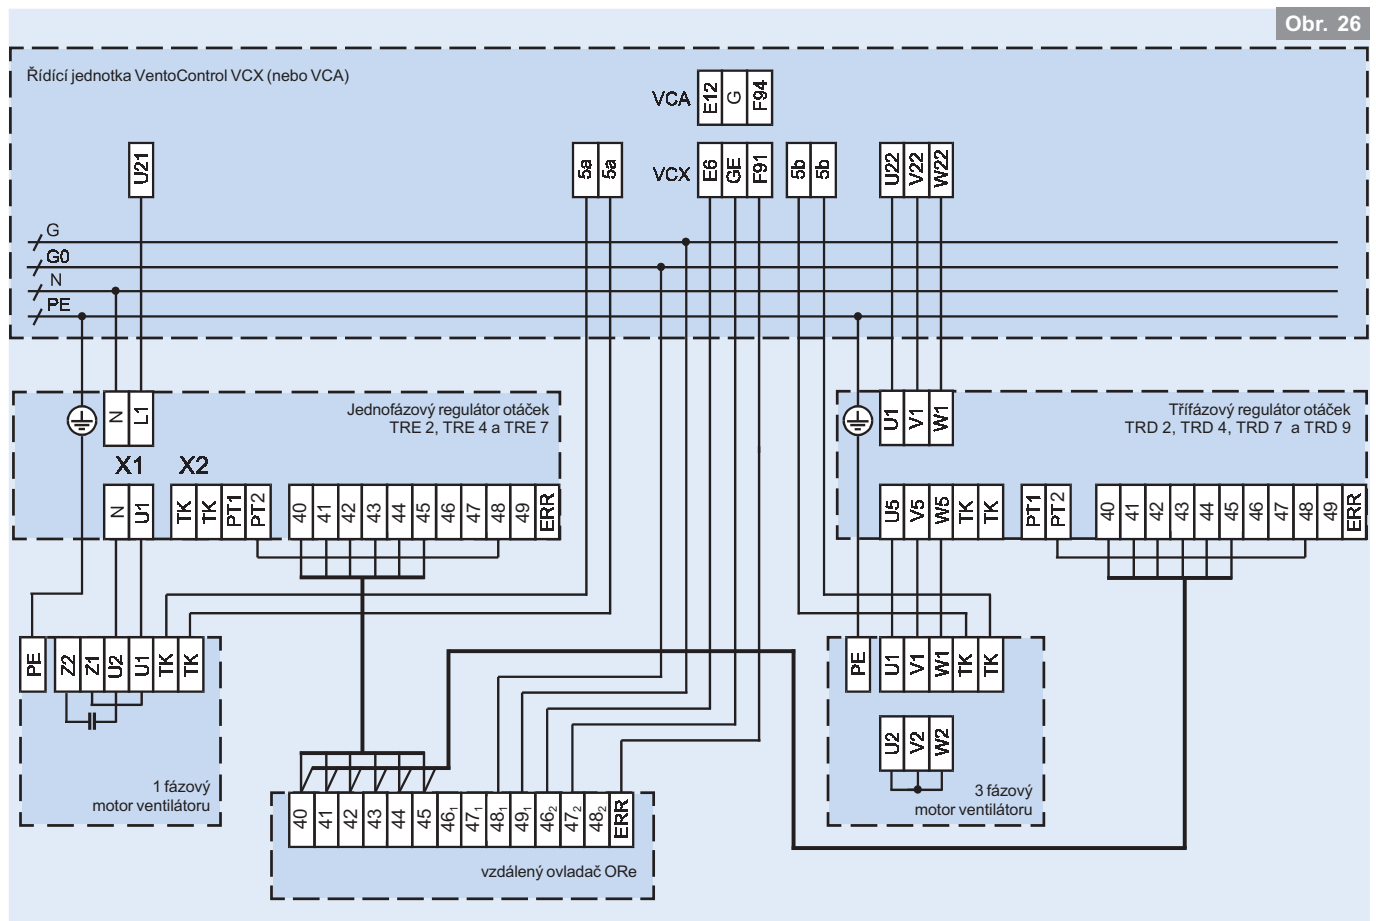 Obr. 26
Řídící jednotka VentoControl VCX (nebo VCA)
VCA E12 G F94
U21 5a 5a VCX E6 GE F91 5b 5b U22 V22 W22
G
G0
N
PE
N L1
Jednofázový regulátor otáček
TRE 2, TRE 4 a TRE 7
U1 V1 W1
Třífázový regulátor otáček
TRD 2, TRD 4, TRD 7 a TRD 9
X1 X2
N U1 TK TK PT1 PT2 40 41 42 43 44 45 46 47 48 49 ERR
U5 V5 W5 TK TK PT1 PT2 40 41 42 43 44 45 46 47 48 49 ERR
PE Z2 Z1 U2 U1 TK TK
PE U1 V1 W1 TK TK
U2 V2 W2
1 fázový
motor ventilátoru
3 fázový
motor ventilátoru
40 41 42 43 44 45 46₁ 47₁ 48₁ 49₁ 46₂ 47₂ 48₂ ERR
vzdálený ovladač ORe